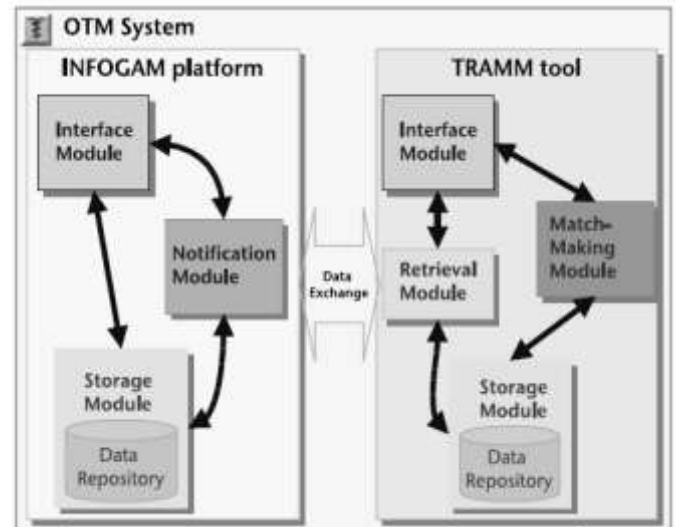 OTM System
INFOGAM platform
Interface
Module
Notification
Module
Storage
Module
Data
Repository
Data
Exchange
TRAMM tool
Interface
Module
Match-
Making
Module
Retrieval
Module
Storage
Module
Data
Repository